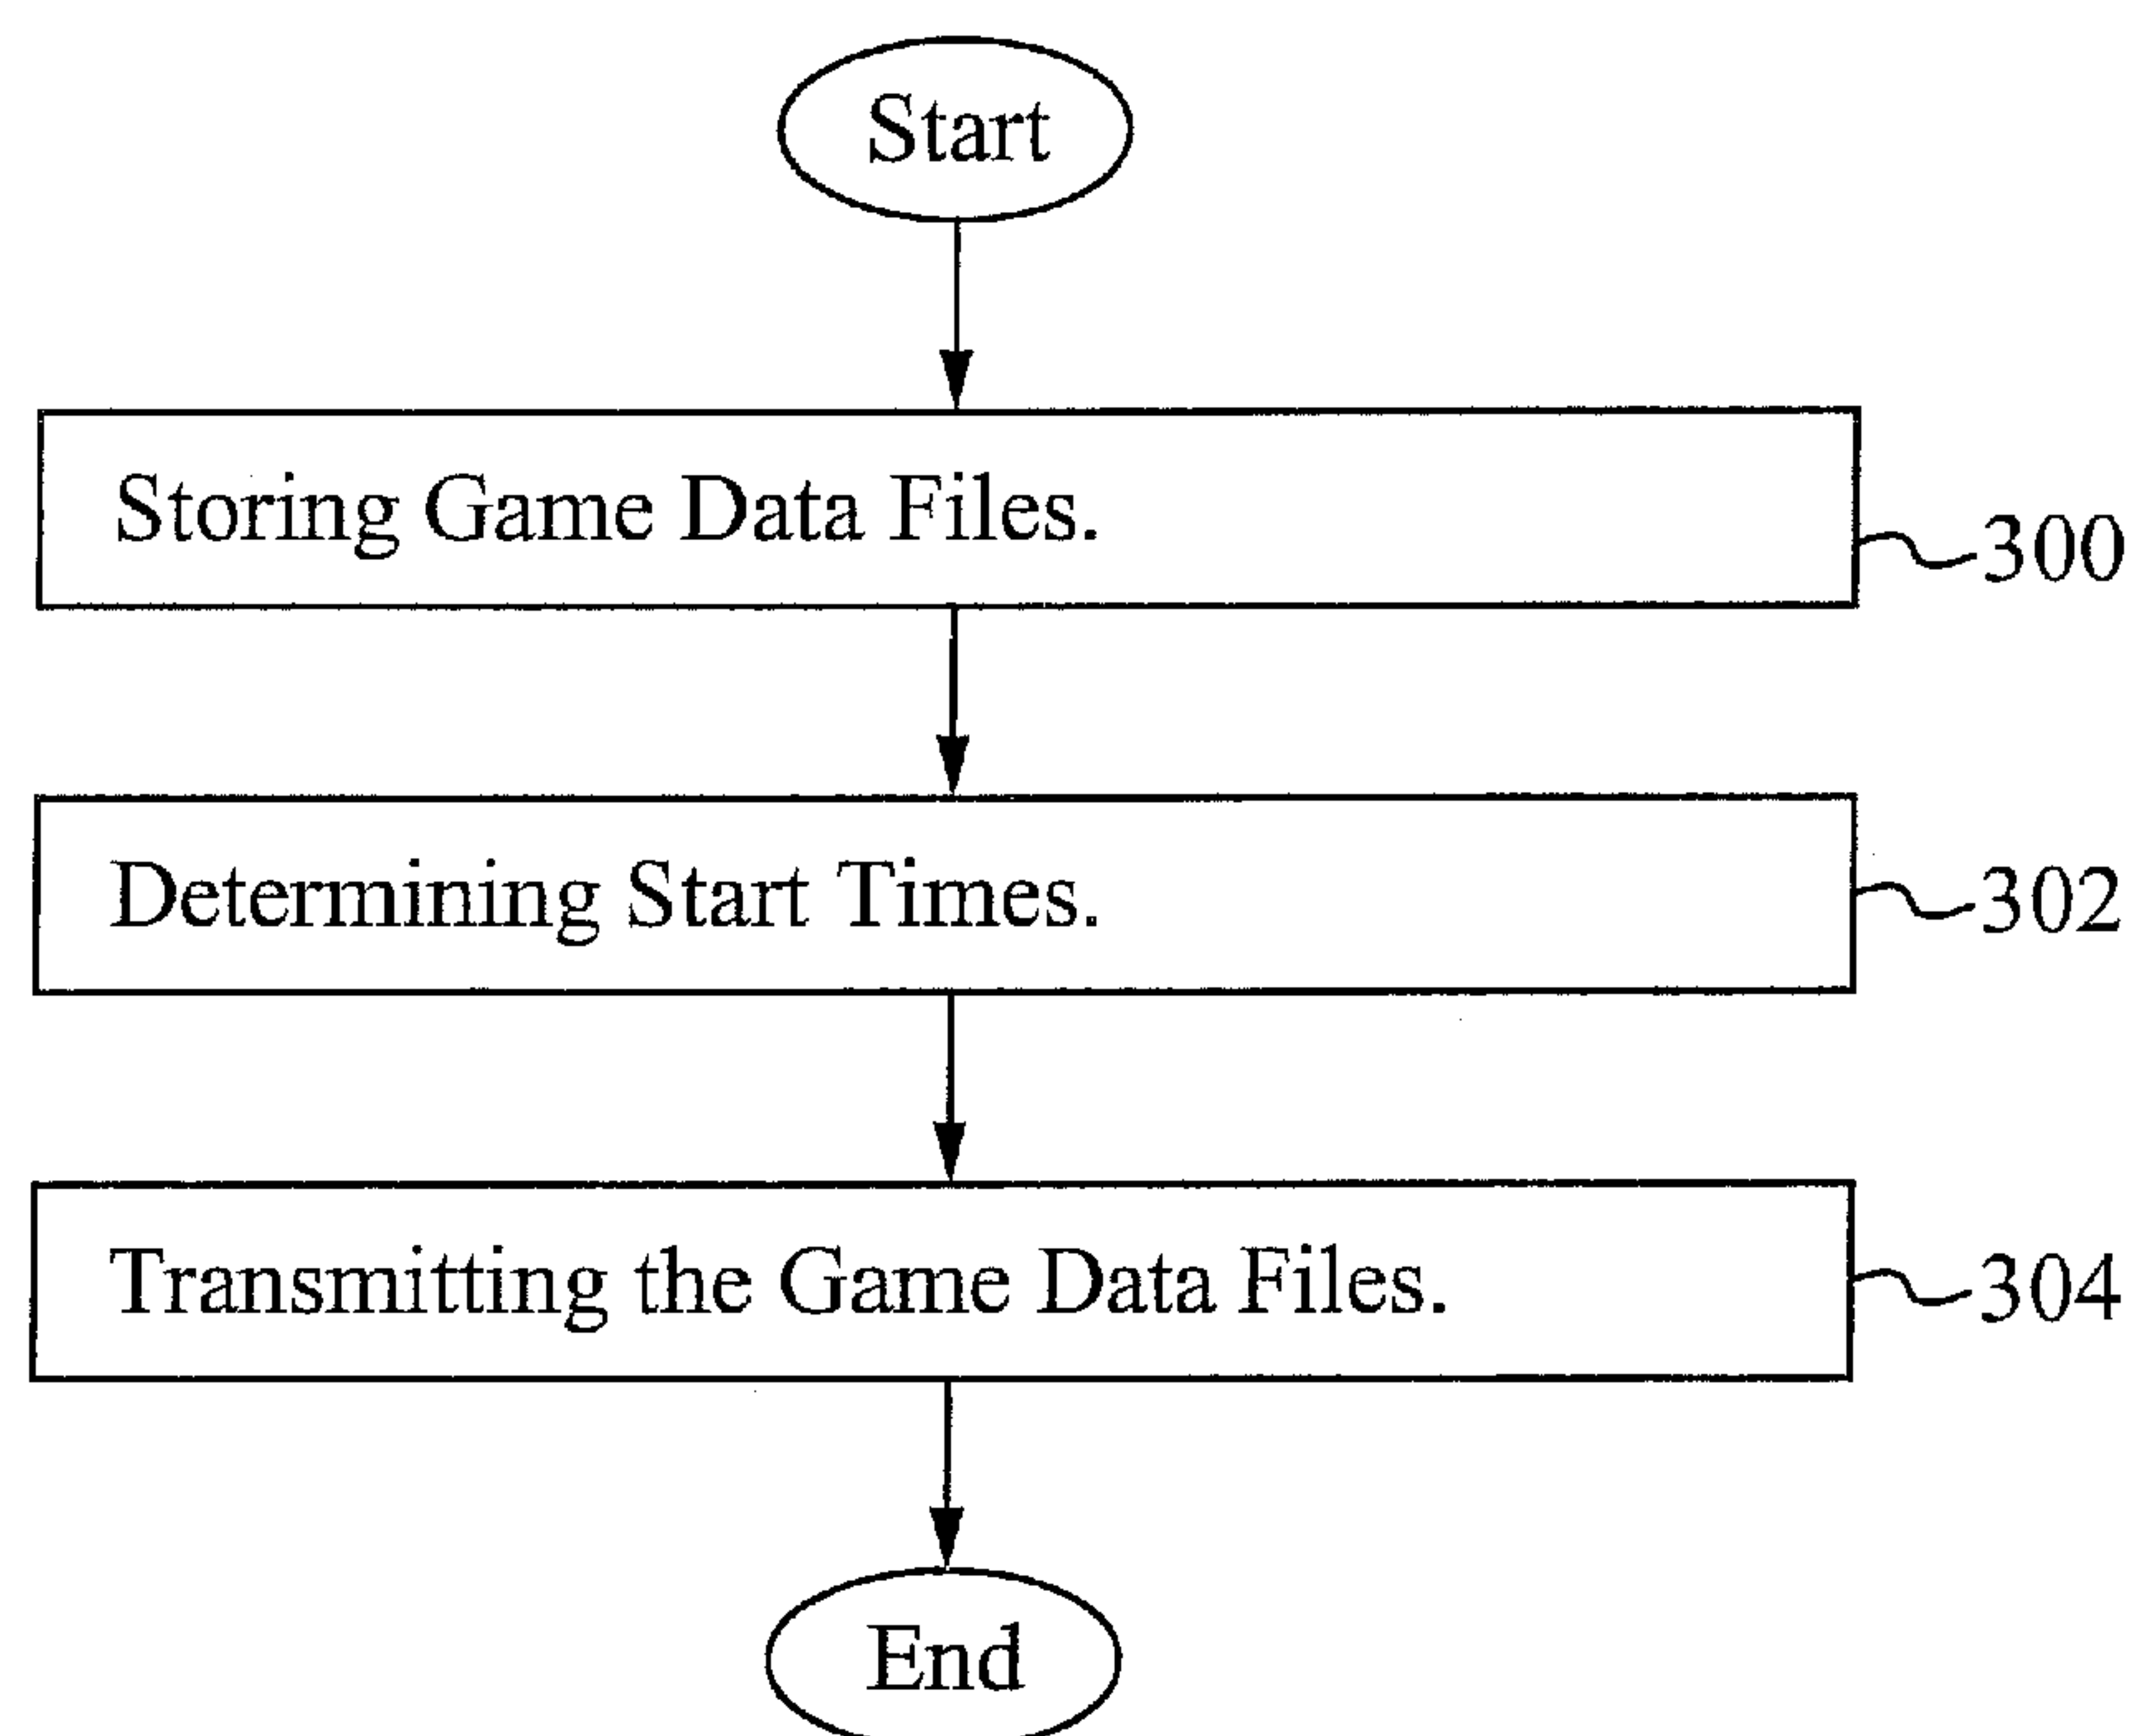 Start
Storing Game Data Files.
300
Determining Start Times.
302
Transmitting the Game Data Files.
304
End